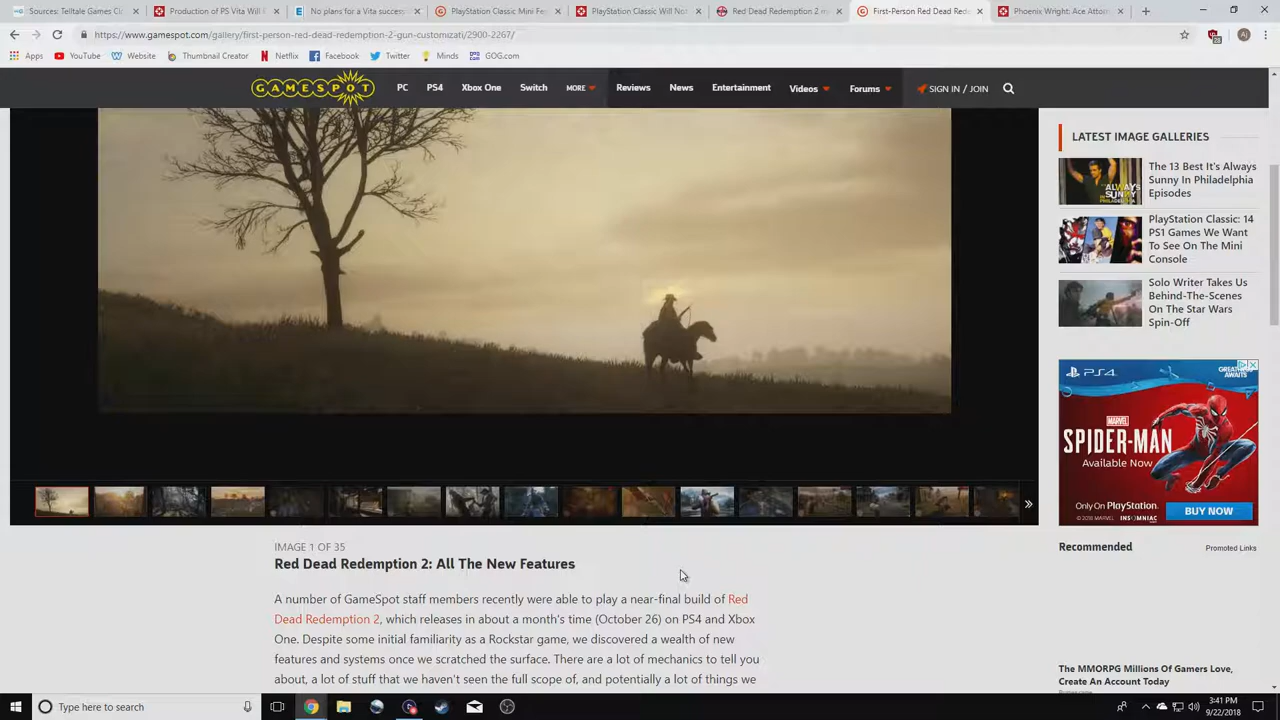 Sources: Telltale Games Cl
Production of PS Vita Will E
No plans for a Vita success
PlayStation Classic Mini Fe
PlayStation Classic Will Not
Red Dead Redemption 2 m
First-Person Red Dead Rede
Phoenix Wright: Ace Attor
https://www.gamespot.com/gallery/first-person-red-dead-redemption-2-gun-customizati/2900-2267/
Apps YouTube Website Thumbnail Creator Netflix Facebook Twitter Minds GOG.com
GAMESPOT PC PS4 Xbox One Switch MORE Reviews News Entertainment Videos Forums SIGN IN / JOIN
LATEST IMAGE GALLERIES
The 13 Best It's Always
Sunny In Philadelphia
Episodes
PlayStation Classic: 14
PS1 Games We Want
To See On The Mini
Console
Solo Writer Takes Us
Behind-The-Scenes
On The Star Wars
Spin-Off
PS4
GREATNESS
AWAITS
MARVEL
SPIDER-MAN
Available Now
Only On PlayStation.
BUY NOW
© 2018 MARVEL INSOMNIAC
Recommended
Promoted Links
IMAGE 1 OF 35
Red Dead Redemption 2: All The New Features
A number of GameSpot staff members recently were able to play a near-final build of Red
Dead Redemption 2, which releases in about a month's time (October 26) on PS4 and Xbox
One. Despite some initial familiarity as a Rockstar game, we discovered a wealth of new
features and systems once we scratched the surface. There are a lot of mechanics to tell you
about, a lot of stuff that we haven't seen the full scope of, and potentially a lot of things we
The MMORPG Millions Of Gamers Love,
Create An Account Today
Type here to search
3:41 PM
9/22/2018